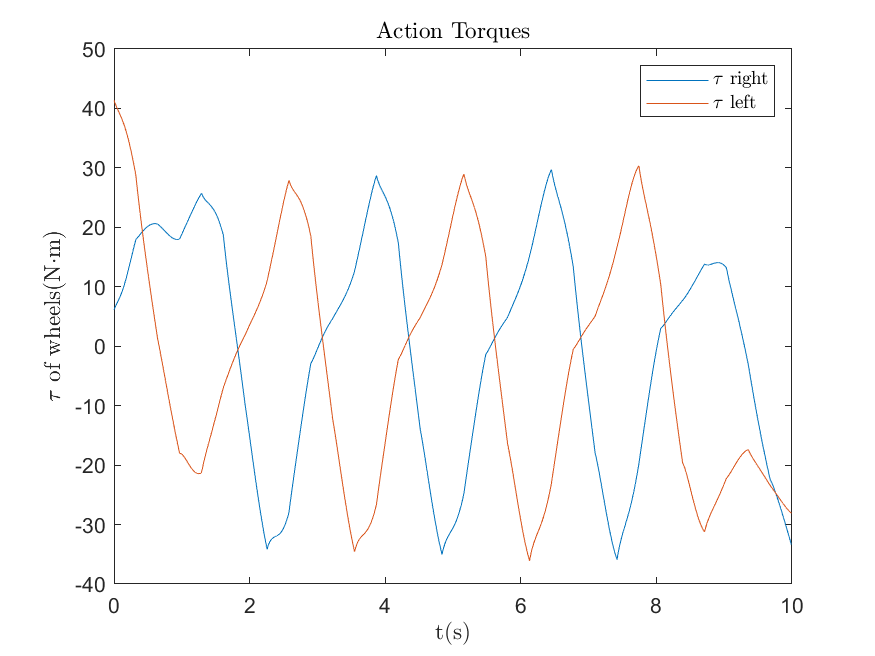 Action Torques
τ right
τ left
τ of wheels(N·m)
50
40
30
20
10
0
-10
-20
-30
-40
0 2 4 6 8 10
t(s)